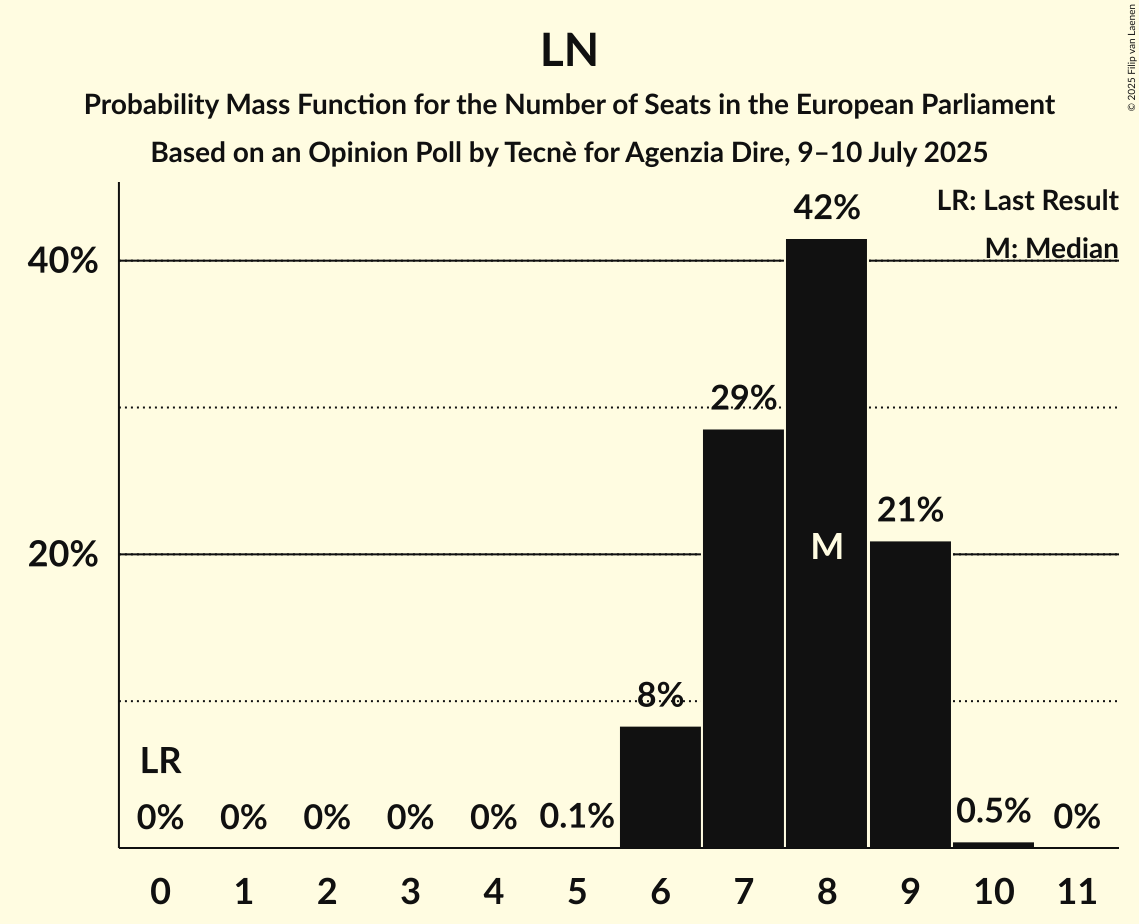 LN
Probability Mass Function for the Number of Seats in the European Parliament
Based on an Opinion Poll by Tecnè for Agenzia Dire, 9–10 July 2025
© 2025 Filip van Laenen
LR: Last Result
M: Median
40%
20%
42%
29%
21%
M
8%
LR
0% 0% 0% 0% 0% 0.1% 0.5% 0%
0 1 2 3 4 5 6 7 8 9 10 11